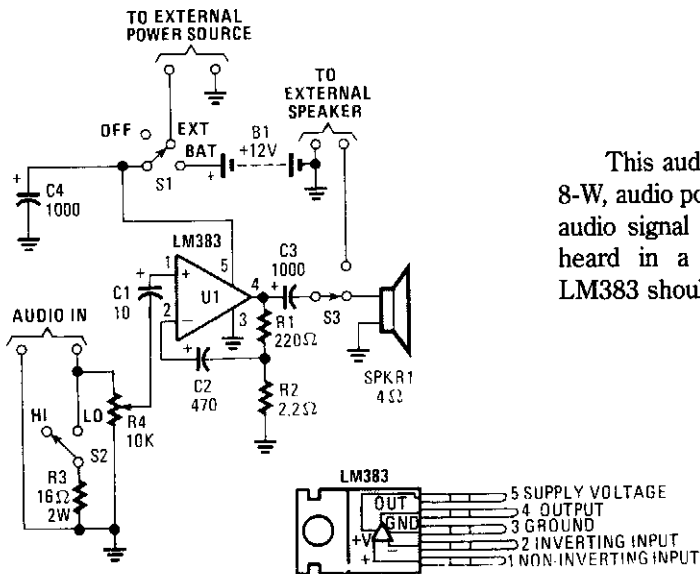 TO EXTERNAL
POWER SOURCE
TO
EXTERNAL
SPEAKER
OFF
EXT
BAT
S1
B1
+12V
+
+
C4
1000
LM383
5
1
+
U1
4
2
−
3
C3
1000
+
S3
C1
10
+
R1
220Ω
+
C2
470
R2
2.2Ω
SPKR1
4Ω
AUDIO IN
HI
LO
R4
10K
S2
R3
16Ω
2W
This aud
8-W, audio po
audio signal
heard in a
LM383 shoul
LM383
OUT
GND
+V
−
+
5 SUPPLY VOLTAGE
4 OUTPUT
3 GROUND
2 INVERTING INPUT
1 NON-INVERTING INPUT